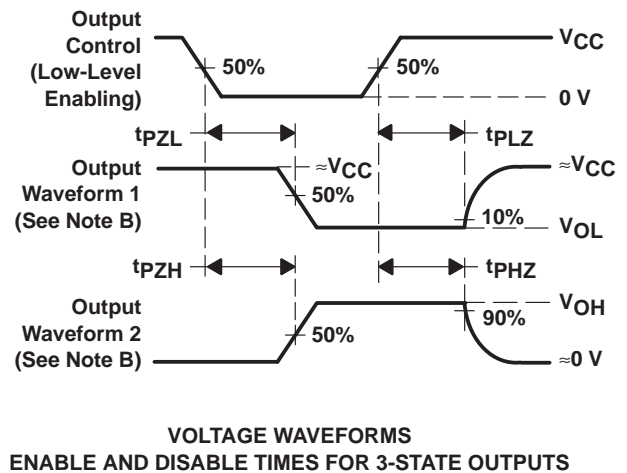 Output
Control
(Low-Level
Enabling)
50%
50%
VCC
0 V
tPZL
tPLZ
Output
Waveform 1
(See Note B)
≈VCC
50%
≈VCC
10%
VOL
tPZH
tPHZ
Output
Waveform 2
(See Note B)
50%
VOH
90%
≈0 V
VOLTAGE WAVEFORMS
ENABLE AND DISABLE TIMES FOR 3-STATE OUTPUTS